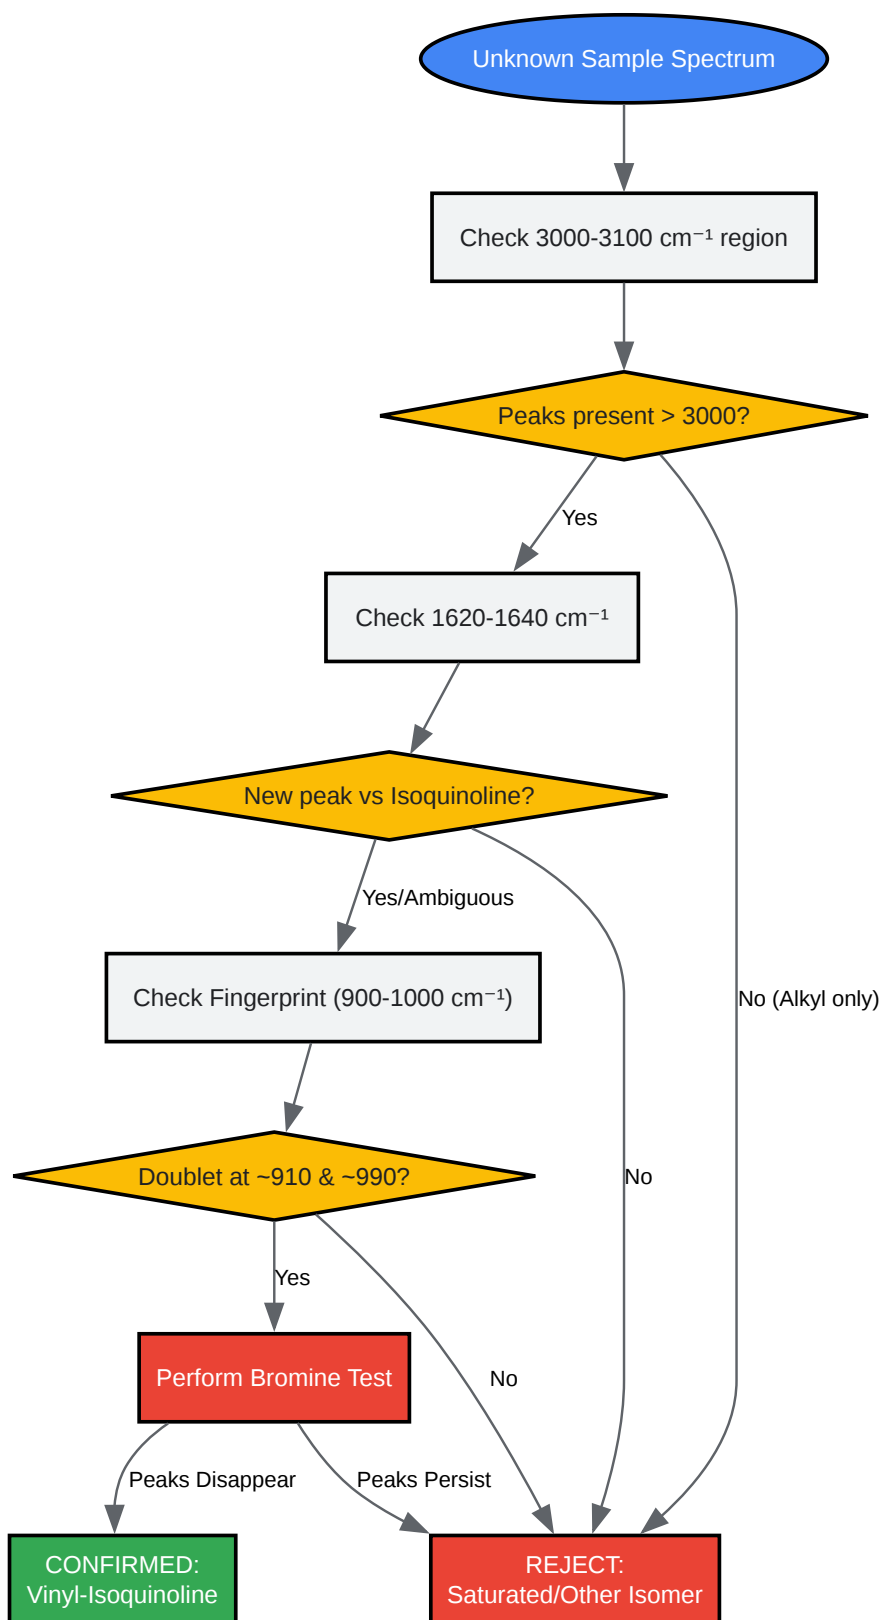 Unknown Sample Spectrum
Check 3000-3100 cm⁻¹ region
Peaks present > 3000?
Yes
Check 1620-1640 cm⁻¹
New peak vs Isoquinoline?
Yes/Ambiguous
Check Fingerprint (900-1000 cm⁻¹)
No (Alkyl only)
Doublet at ~910 & ~990?
No
Yes
Perform Bromine Test
No
Peaks Disappear
Peaks Persist
CONFIRMED:
Vinyl-Isoquinoline
REJECT:
Saturated/Other Isomer